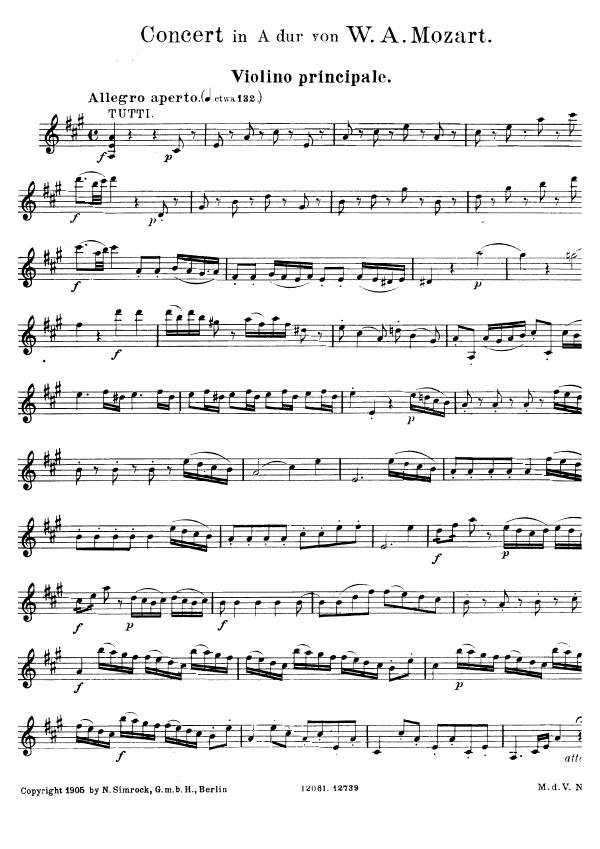 Concert in A dur von W. A. Mozart.
Violino principale.
Allegro aperto. (♩ etwa 132.)
TUTTI.
f
p
f
p
p
f
p
f
f
f
f
p
f
Copyright 1905 by N. Simrock, G.m.b.H., Berlin
12061. 12739
M. d. V. N